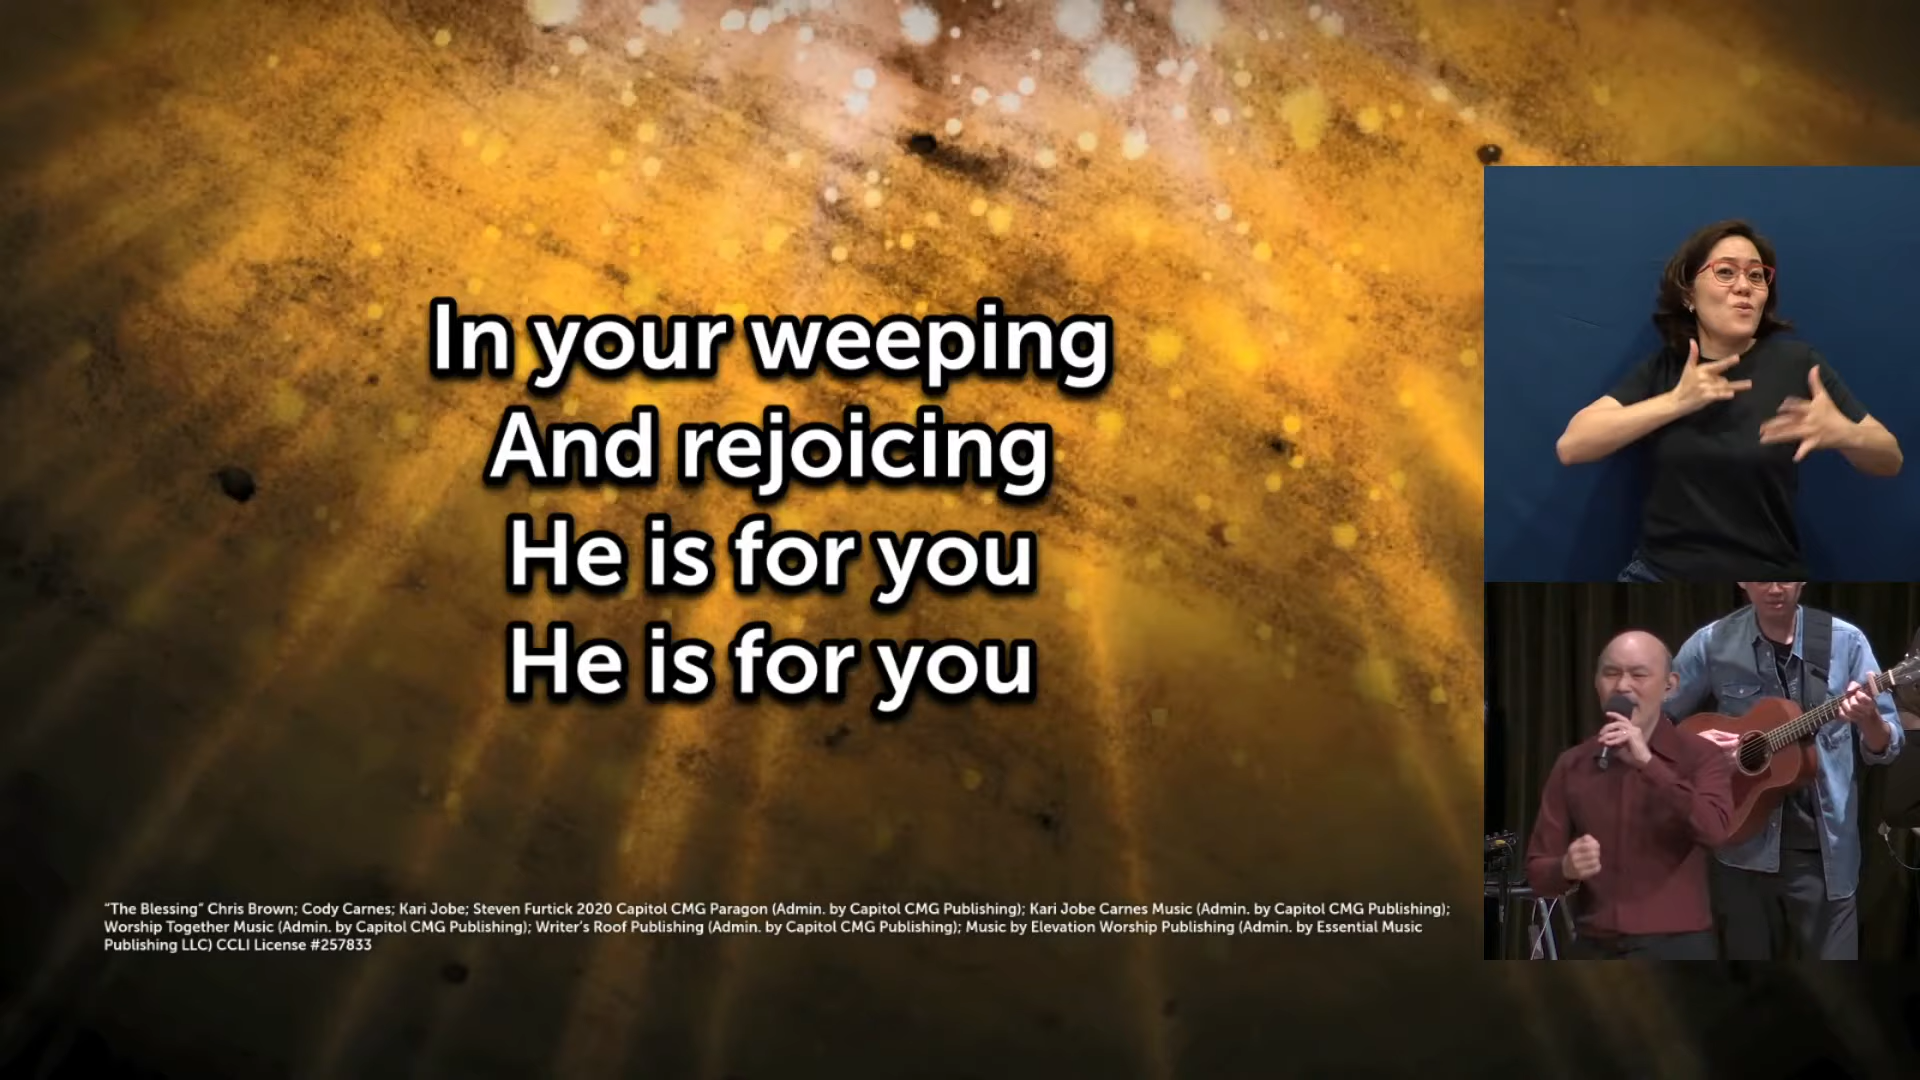 In your weeping
And rejoicing
He is for you
He is for you
“The Blessing” Chris Brown; Cody Carnes; Kari Jobe; Steven Furtick 2020 Capitol CMG Paragon (Admin. by Capitol CMG Publishing); Kari Jobe Carnes Music (Admin. by Capitol CMG Publishing);
Worship Together Music (Admin. by Capitol CMG Publishing); Writer’s Roof Publishing (Admin. by Capitol CMG Publishing); Music by Elevation Worship Publishing (Admin. by Essential Music
Publishing LLC) CCLI License #257833